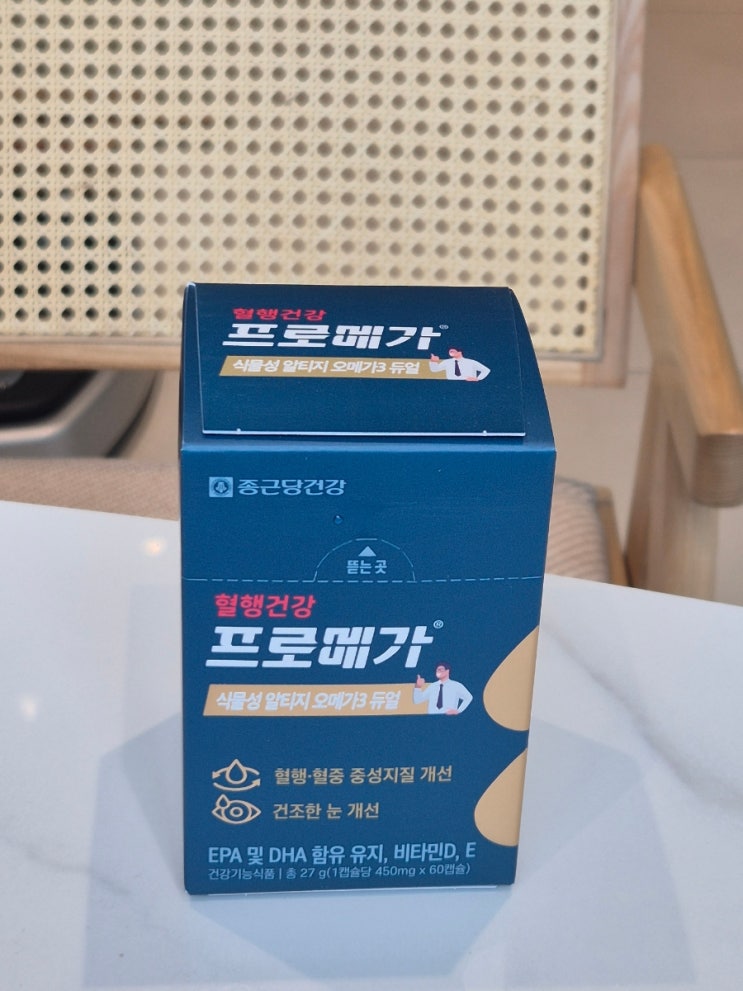 혈행건강
프로메가®
식물성 알티지 오메가3 듀얼
종근당건강
뜯는곳
혈행건강
프로메가®
식물성 알티지 오메가3 듀얼
혈행·혈중 중성지질 개선
건조한 눈 개선
EPA 및 DHA 함유 유지, 비타민D, E
건강기능식품 | 총 27 g(1캡슐당 450mg x 60캡슐)